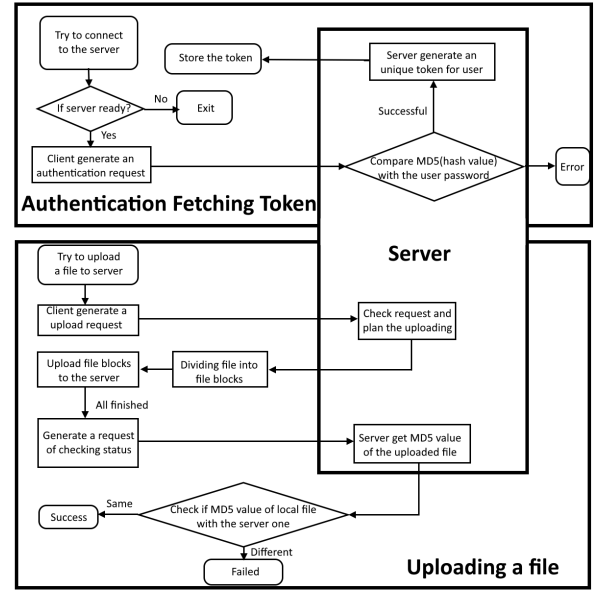 Try to connect
to the server
If server ready?
No
Exit
Yes
Client generate an
authentication request
Store the token
Server generate an
unique token for user
Successful
Compare MD5(hash value)
with the user password
Error
Authentication Fetching Token
Server
Try to upload
a file to server
Client generate a
upload request
Check request and
plan the uploading
Upload file blocks
to the server
Dividing file into
file blocks
All finished
Generate a request
of checking status
Server get MD5 value
of the uploaded file
Check if MD5 value of local file
with the server one
Same
Success
Different
Failed
Uploading a file